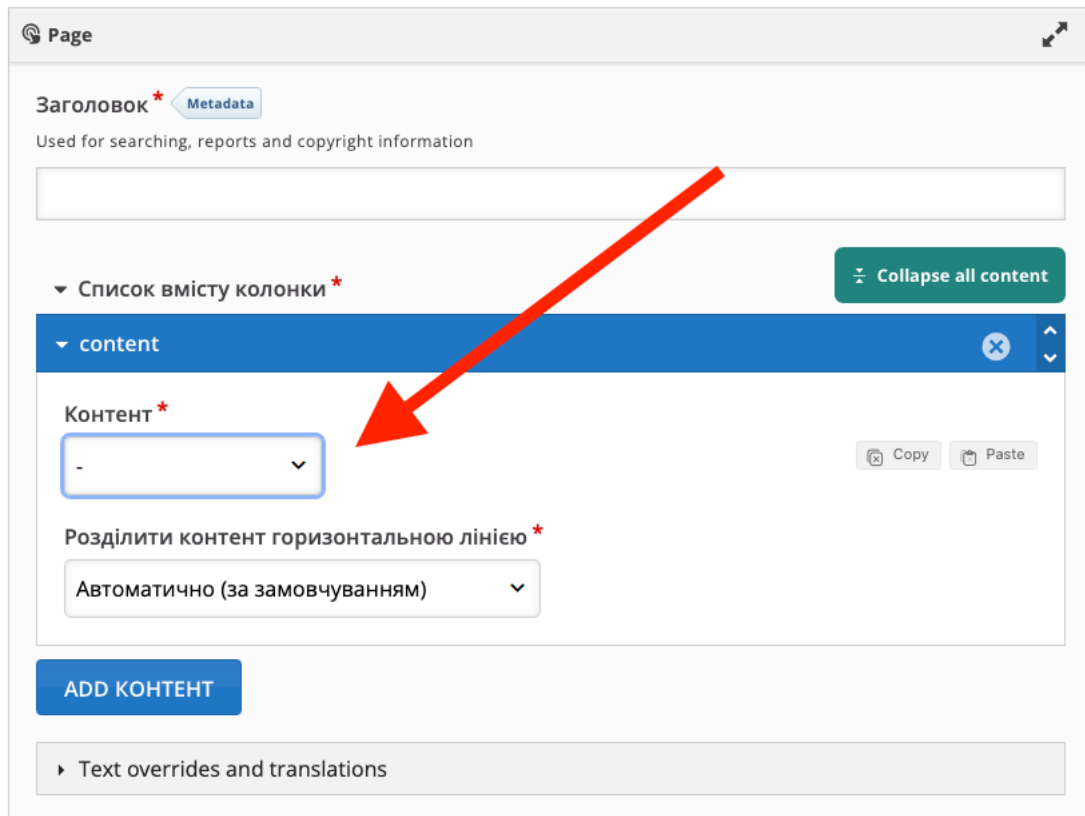 Page
Заголовок * Metadata
Used for searching, reports and copyright information
Collapse all content
Список вмісту колонки *
content
Контент *
-
Copy Paste
Розділити контент горизонтальною лінією *
Автоматично (за замовчуванням)
ADD КОНТЕНТ
Text overrides and translations